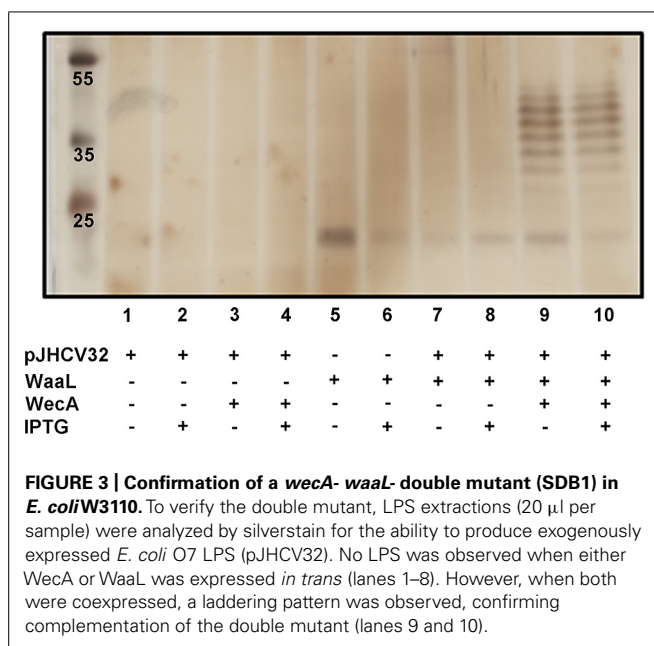 55
35
25
1 2 3 4 5 6 7 8 9 10
pJHCV32 + + + + - - + + + +
WaaL - - - - + + + + + +
WecA - - + + - - - - + +
IPTG - + - + - + - + - +
FIGURE 3 | Confirmation of a wecA- waaL- double mutant (SDB1) in
E. coli W3110. To verify the double mutant, LPS extractions (20 μl per
sample) were analyzed by silverstain for the ability to produce exogenously
expressed E. coli O7 LPS (pJHCV32). No LPS was observed when either
WecA or WaaL was expressed in trans (lanes 1–8). However, when both
were coexpressed, a laddering pattern was observed, confirming
complementation of the double mutant (lanes 9 and 10).